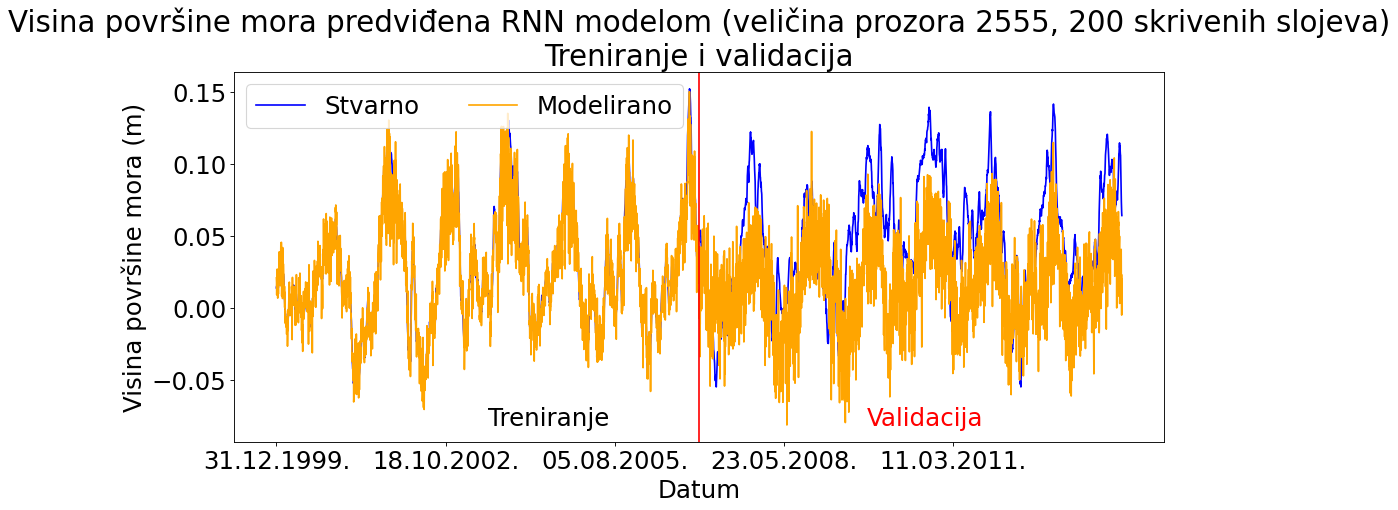 Visina površine mora predviđena RNN modelom (veličina prozora 2555, 200 skrivenih slojeva)
Treniranje i validacija
Stvarno
Modelirano
Visina površine mora (m)
0.15
0.10
0.05
0.00
−0.05
Treniranje
Validacija
31.12.1999.
18.10.2002.
05.08.2005.
23.05.2008.
11.03.2011.
Datum